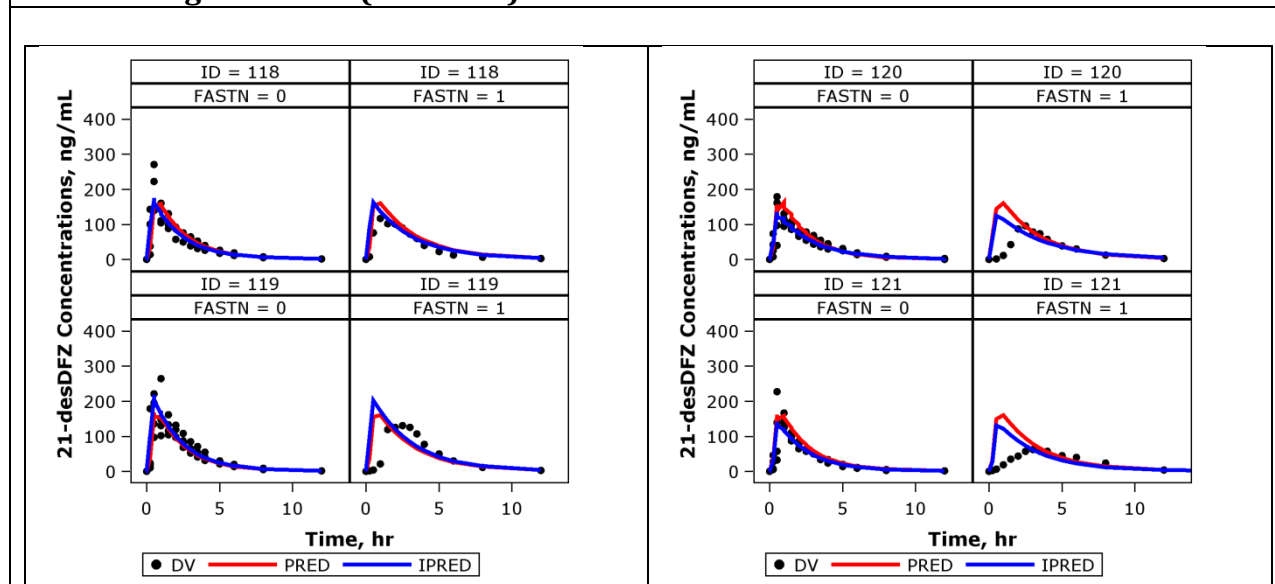 ID = 118 ID = 118
FASTN = 0 FASTN = 1
400
300
200
100
0
ID = 119 ID = 119
FASTN = 0 FASTN = 1
400
300
200
100
0
0 5 10 0 5 10
21-desDFZ Concentrations, ng/mL
Time, hr
DV PRED IPRED
ID = 120 ID = 120
FASTN = 0 FASTN = 1
400
300
200
100
0
ID = 121 ID = 121
FASTN = 0 FASTN = 1
400
300
200
100
0
0 5 10 0 5 10
21-desDFZ Concentrations, ng/mL
Time, hr
DV PRED IPRED